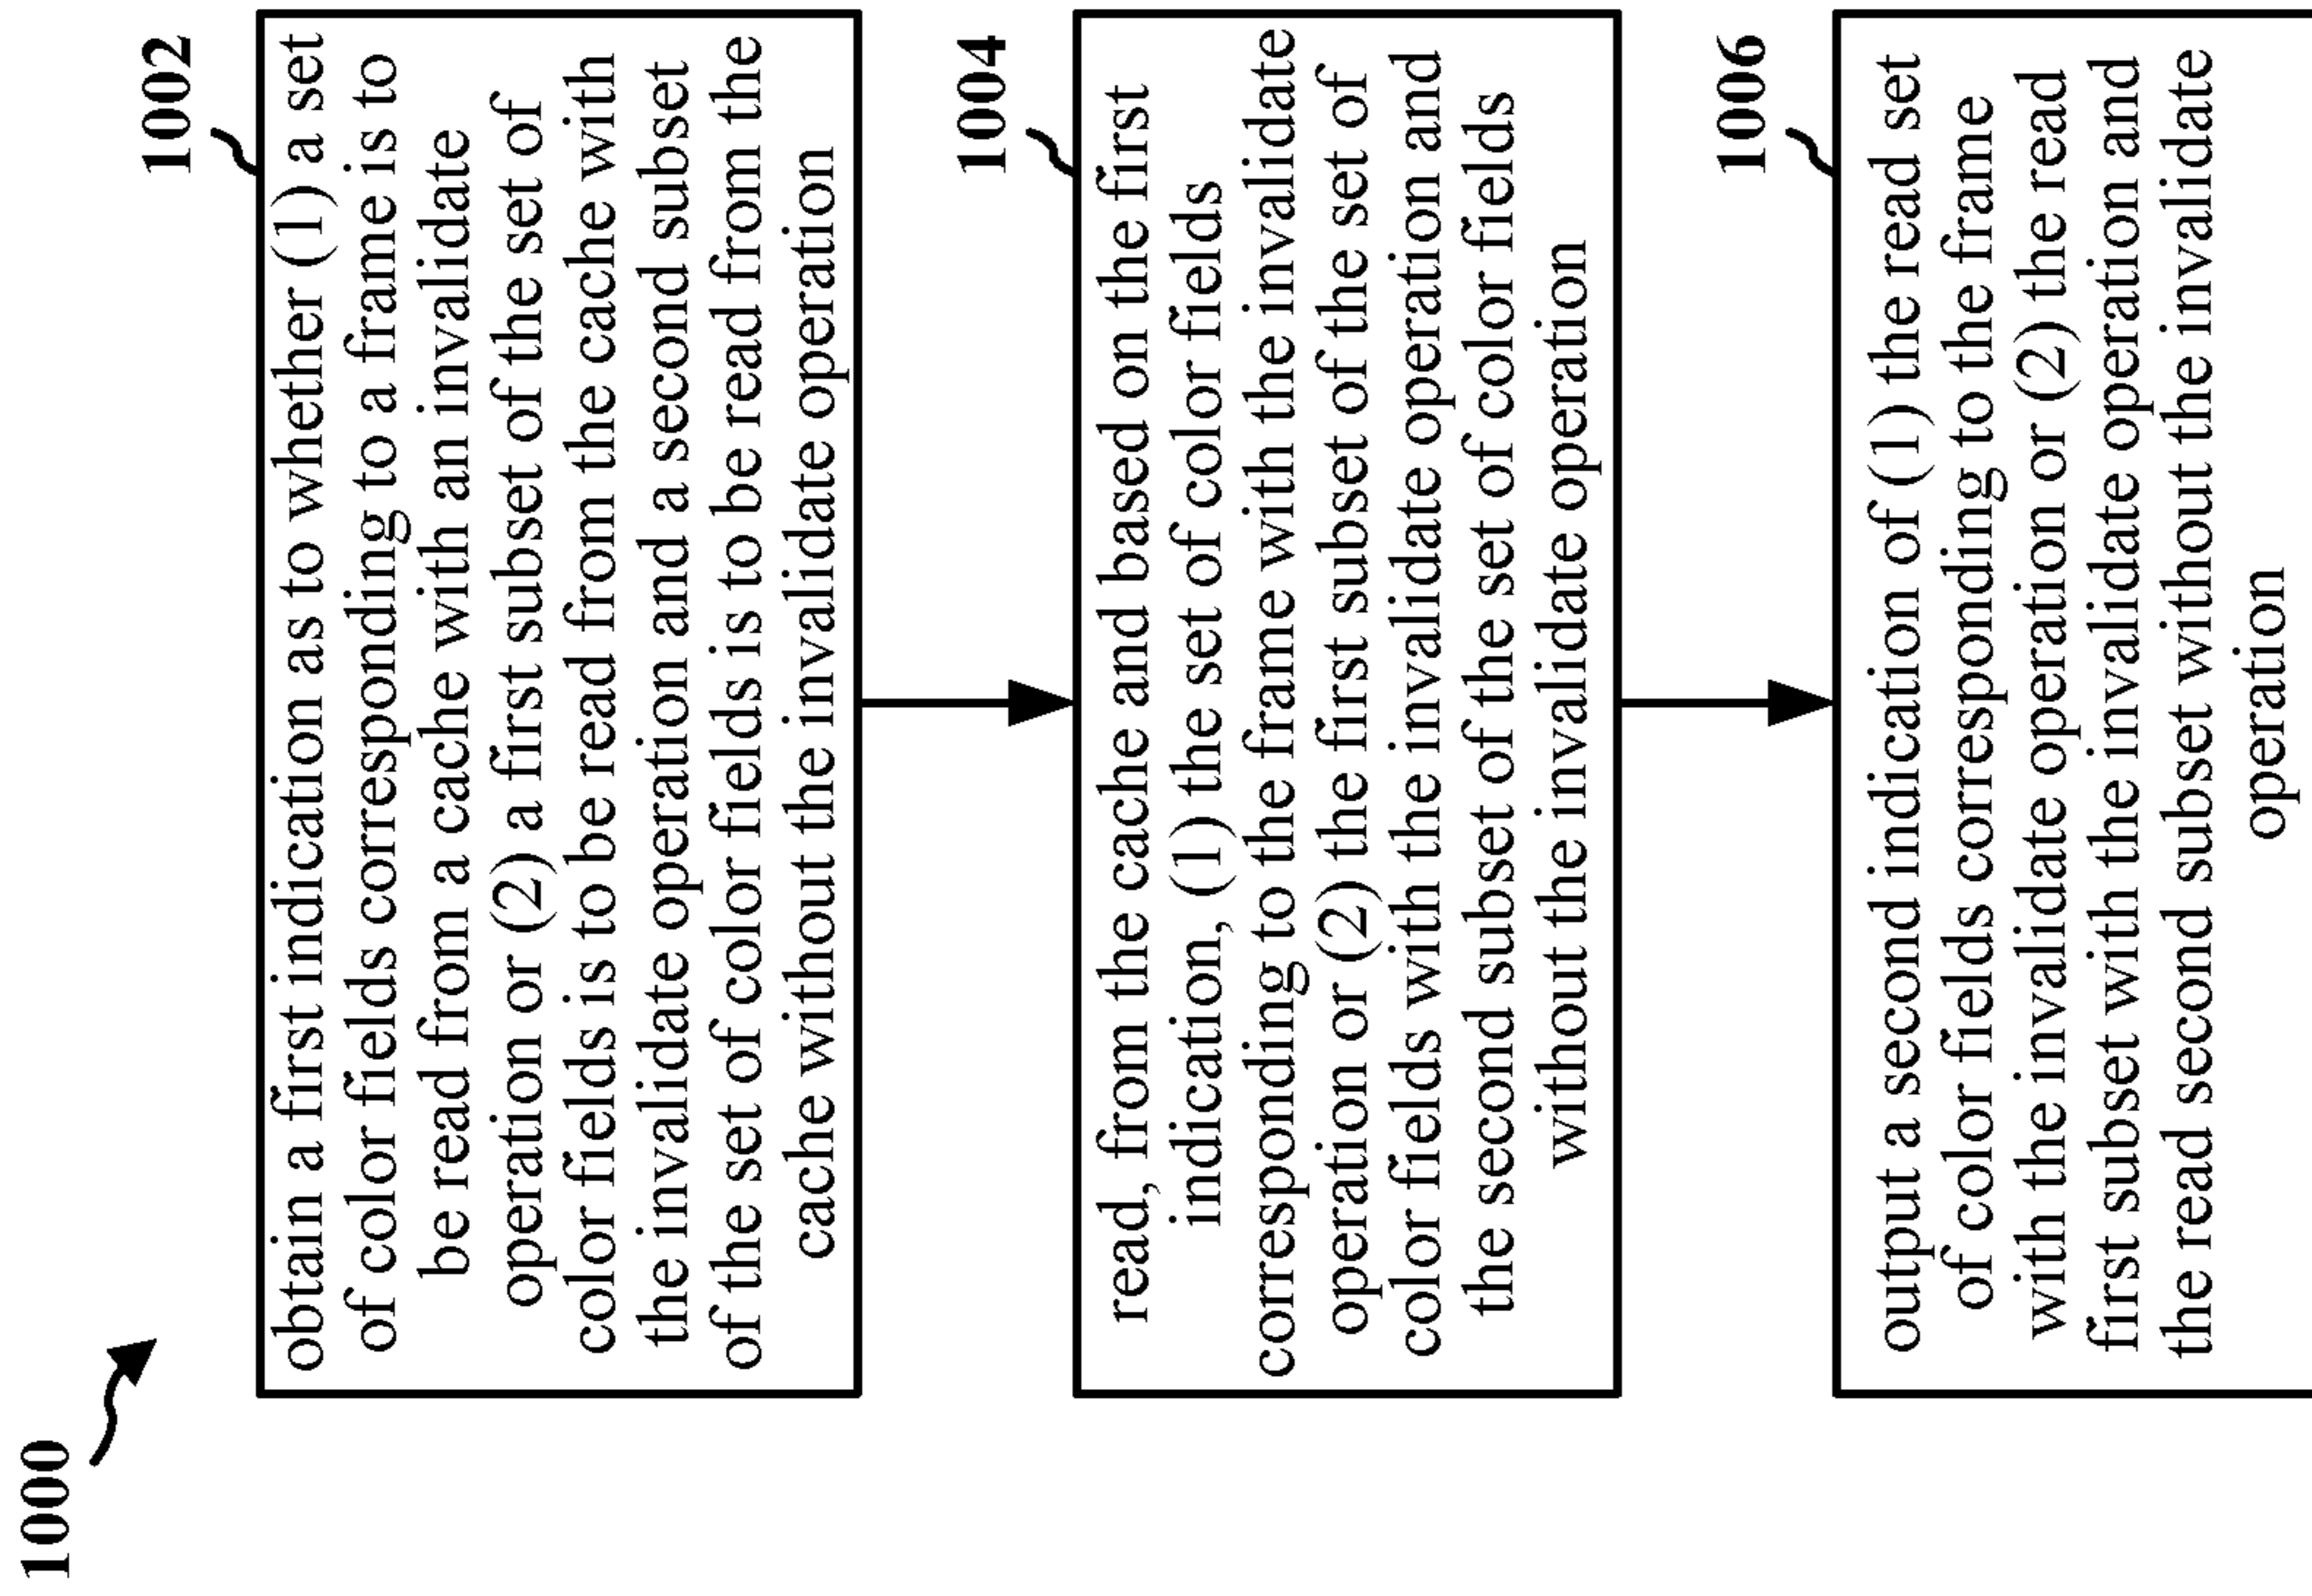 1000
1002
obtain a first indication as to whether (1) a set
of color fields corresponding to a frame is to
be read from a cache with an invalidate
operation or (2) a first subset of the set of
color fields is to be read from the cache with
the invalidate operation and a second subset
of the set of color fields is to be read from the
cache without the invalidate operation
1004
read, from the cache and based on the first
indication, (1) the set of color fields
corresponding to the frame with the invalidate
operation or (2) the first subset of the set of
color fields with the invalidate operation and
the second subset of the set of color fields
without the invalidate operation
1006
output a second indication of (1) the read set
of color fields corresponding to the frame
with the invalidate operation or (2) the read
first subset with the invalidate operation and
the read second subset without the invalidate
operation